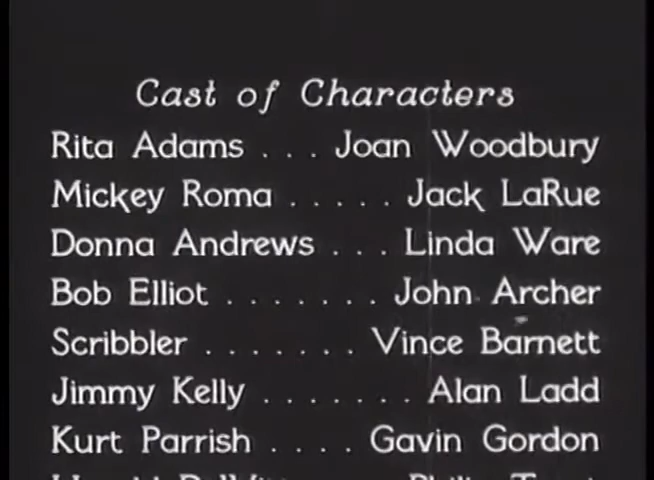 Cast of Characters
Rita Adams . . . Joan Woodbury
Mickey Roma . . . . . Jack LaRue
Donna Andrews . . . Linda Ware
Bob Elliot . . . . . . . John Archer
Scribbler . . . . . . . Vince Barnett
Jimmy Kelly . . . . . . . Alan Ladd
Kurt Parrish . . . . Gavin Gordon